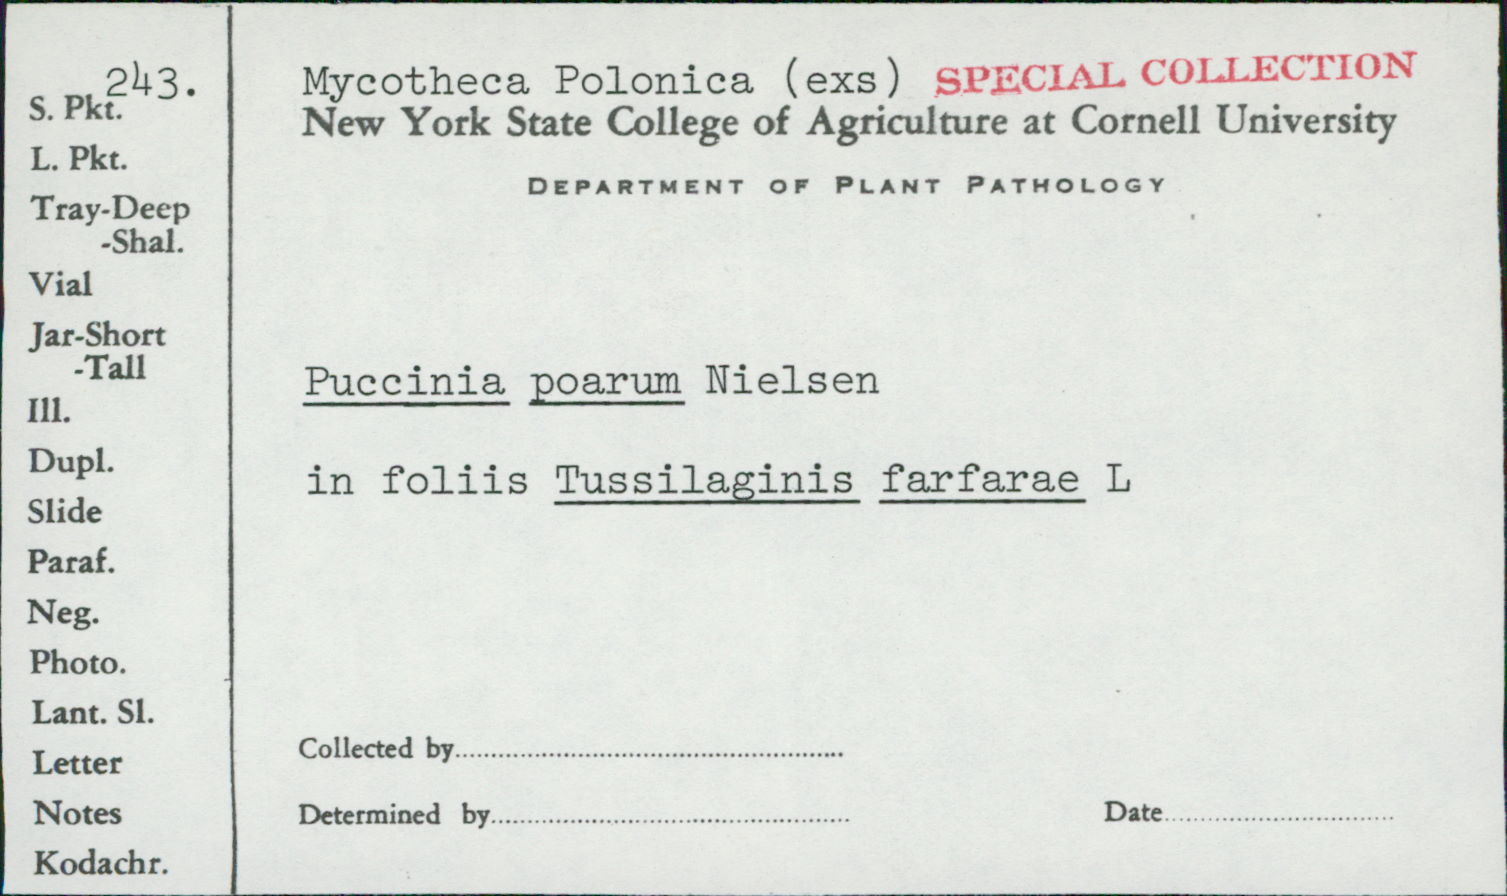 243.
S. Pkt.
L. Pkt.
Tray-Deep
-Shal.
Vial
Jar-Short
-Tall
Ill.
Dupl.
Slide
Paraf.
Neg.
Photo.
Lant. Sl.
Letter
Notes
Kodachr.
Mycotheca Polonica (exs) SPECIAL COLLECTION
New York State College of Agriculture at Cornell University
DEPARTMENT OF PLANT PATHOLOGY
Puccinia poarum Nielsen
in foliis Tussilaginis farfarae L
Collected by
Determined by
Date